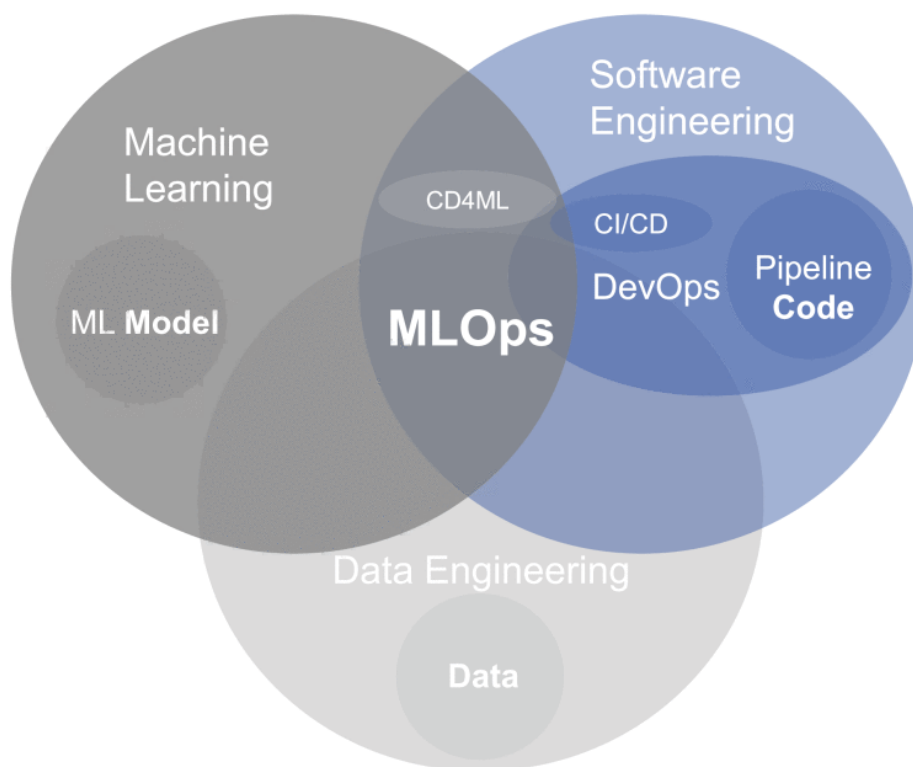 Software
Engineering
Machine
Learning
CD4ML
CI/CD
DevOps
Pipeline
Code
ML Model
MLOps
Data Engineering
Data